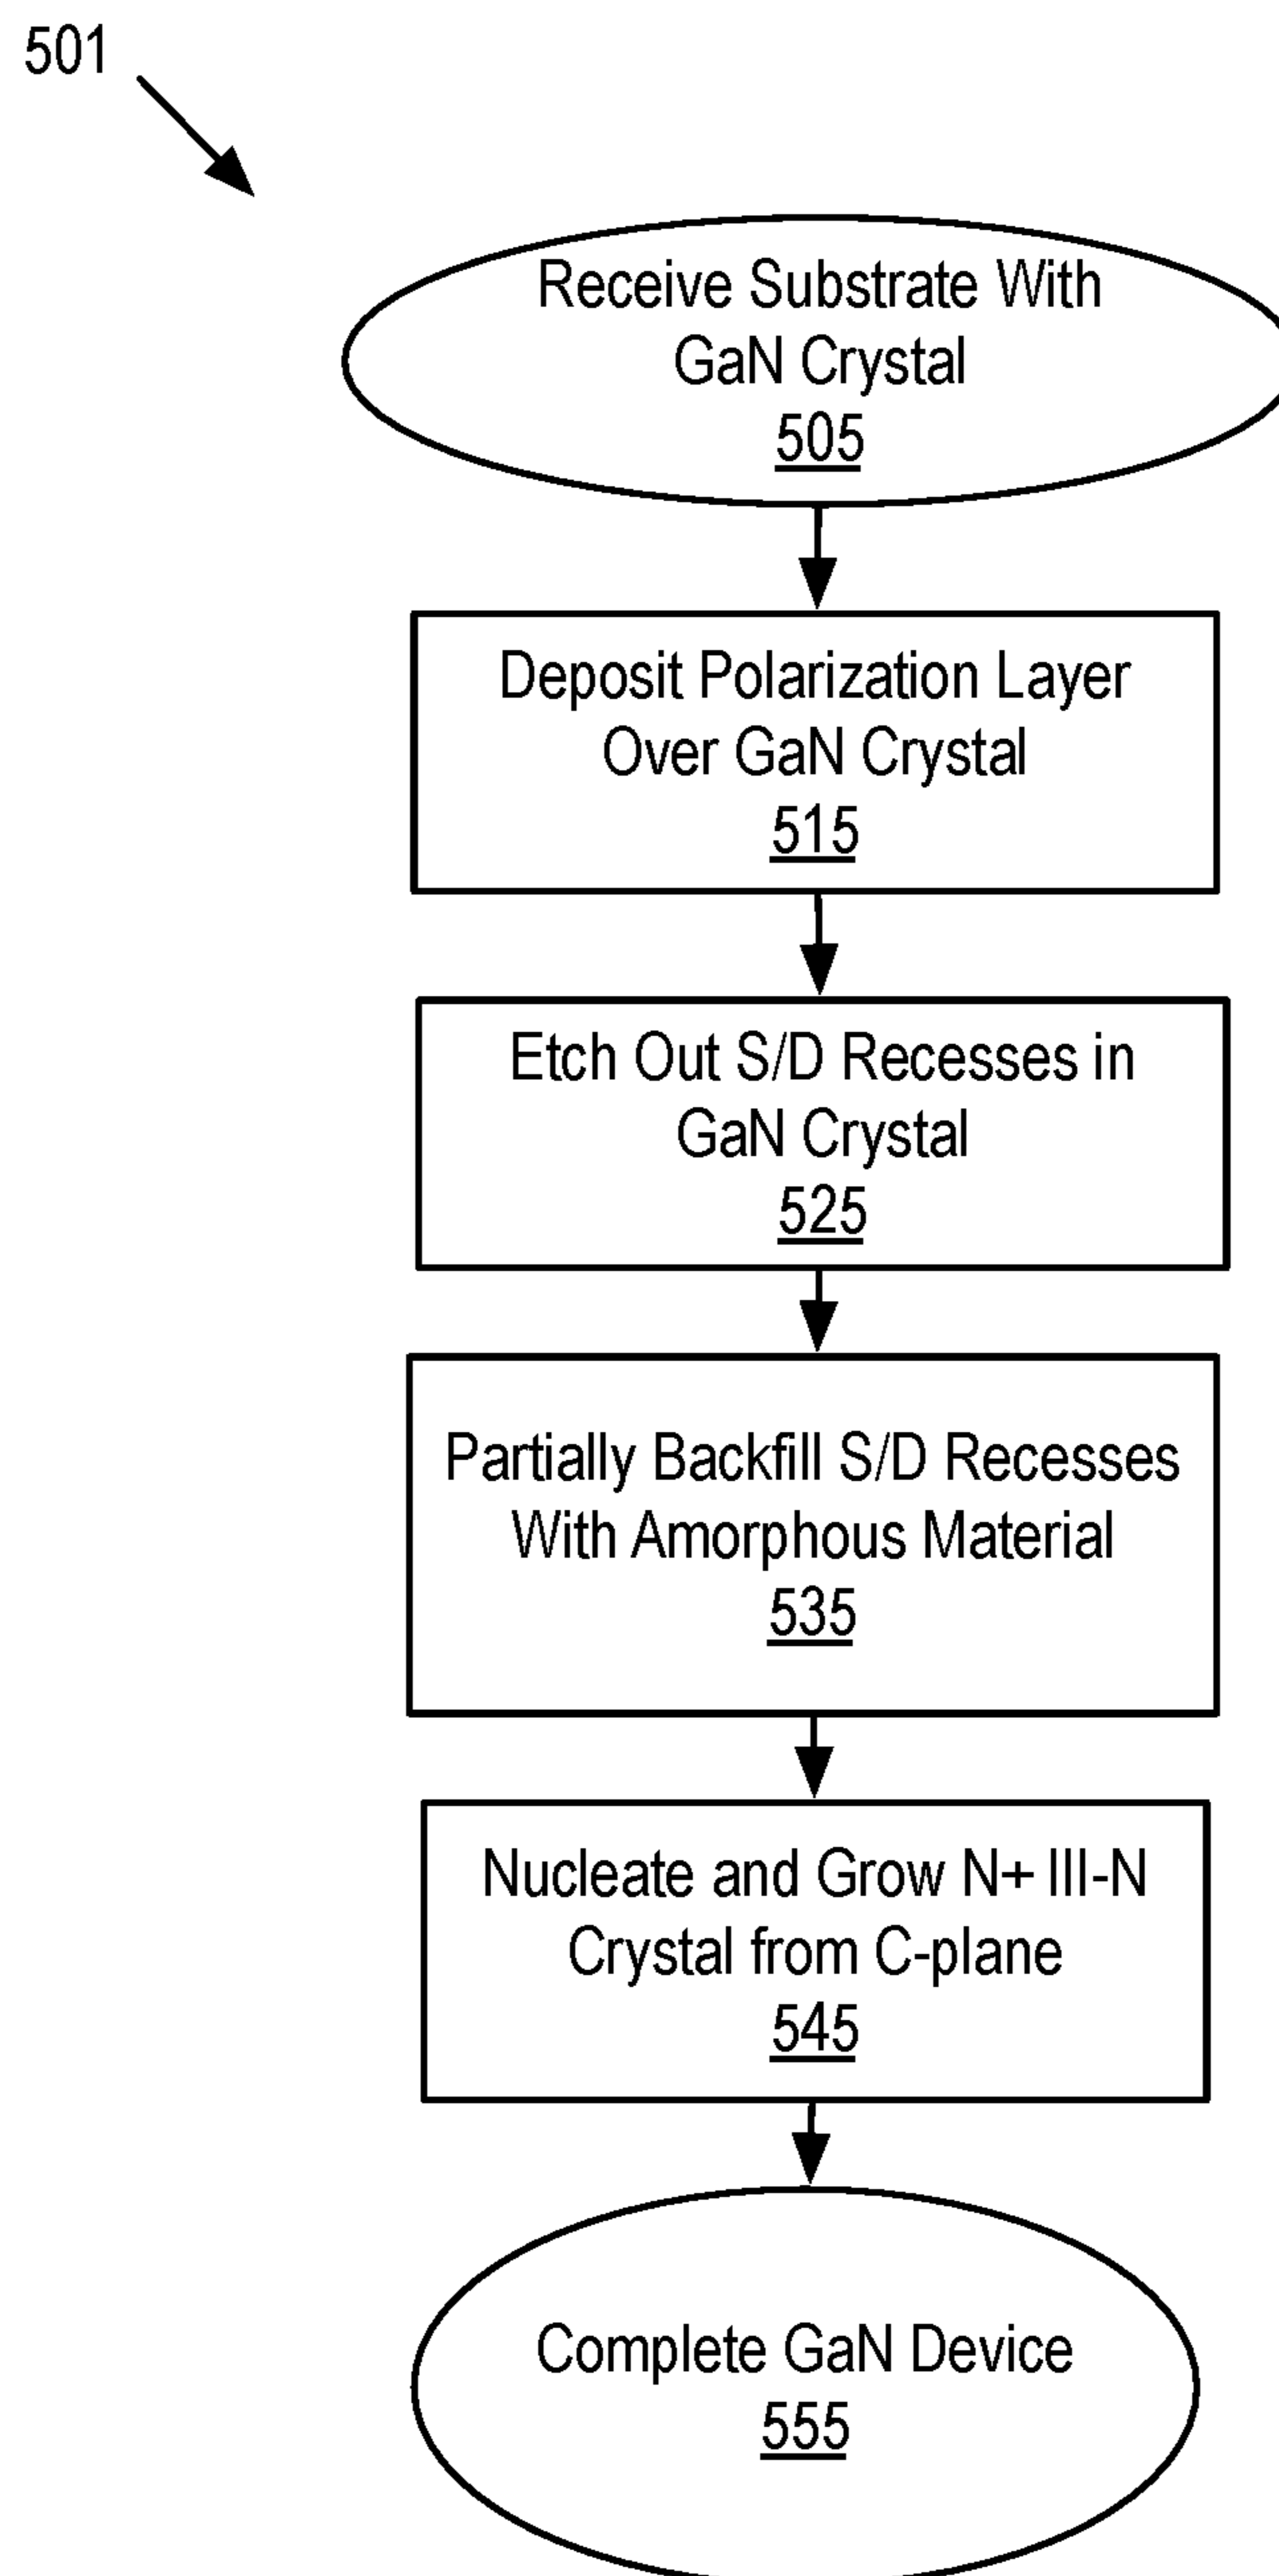 501
Receive Substrate With
GaN Crystal
505
Deposit Polarization Layer
Over GaN Crystal
515
Etch Out S/D Recesses in
GaN Crystal
525
Partially Backfill S/D Recesses
With Amorphous Material
535
Nucleate and Grow N+ III-N
Crystal from C-plane
545
Complete GaN Device
555